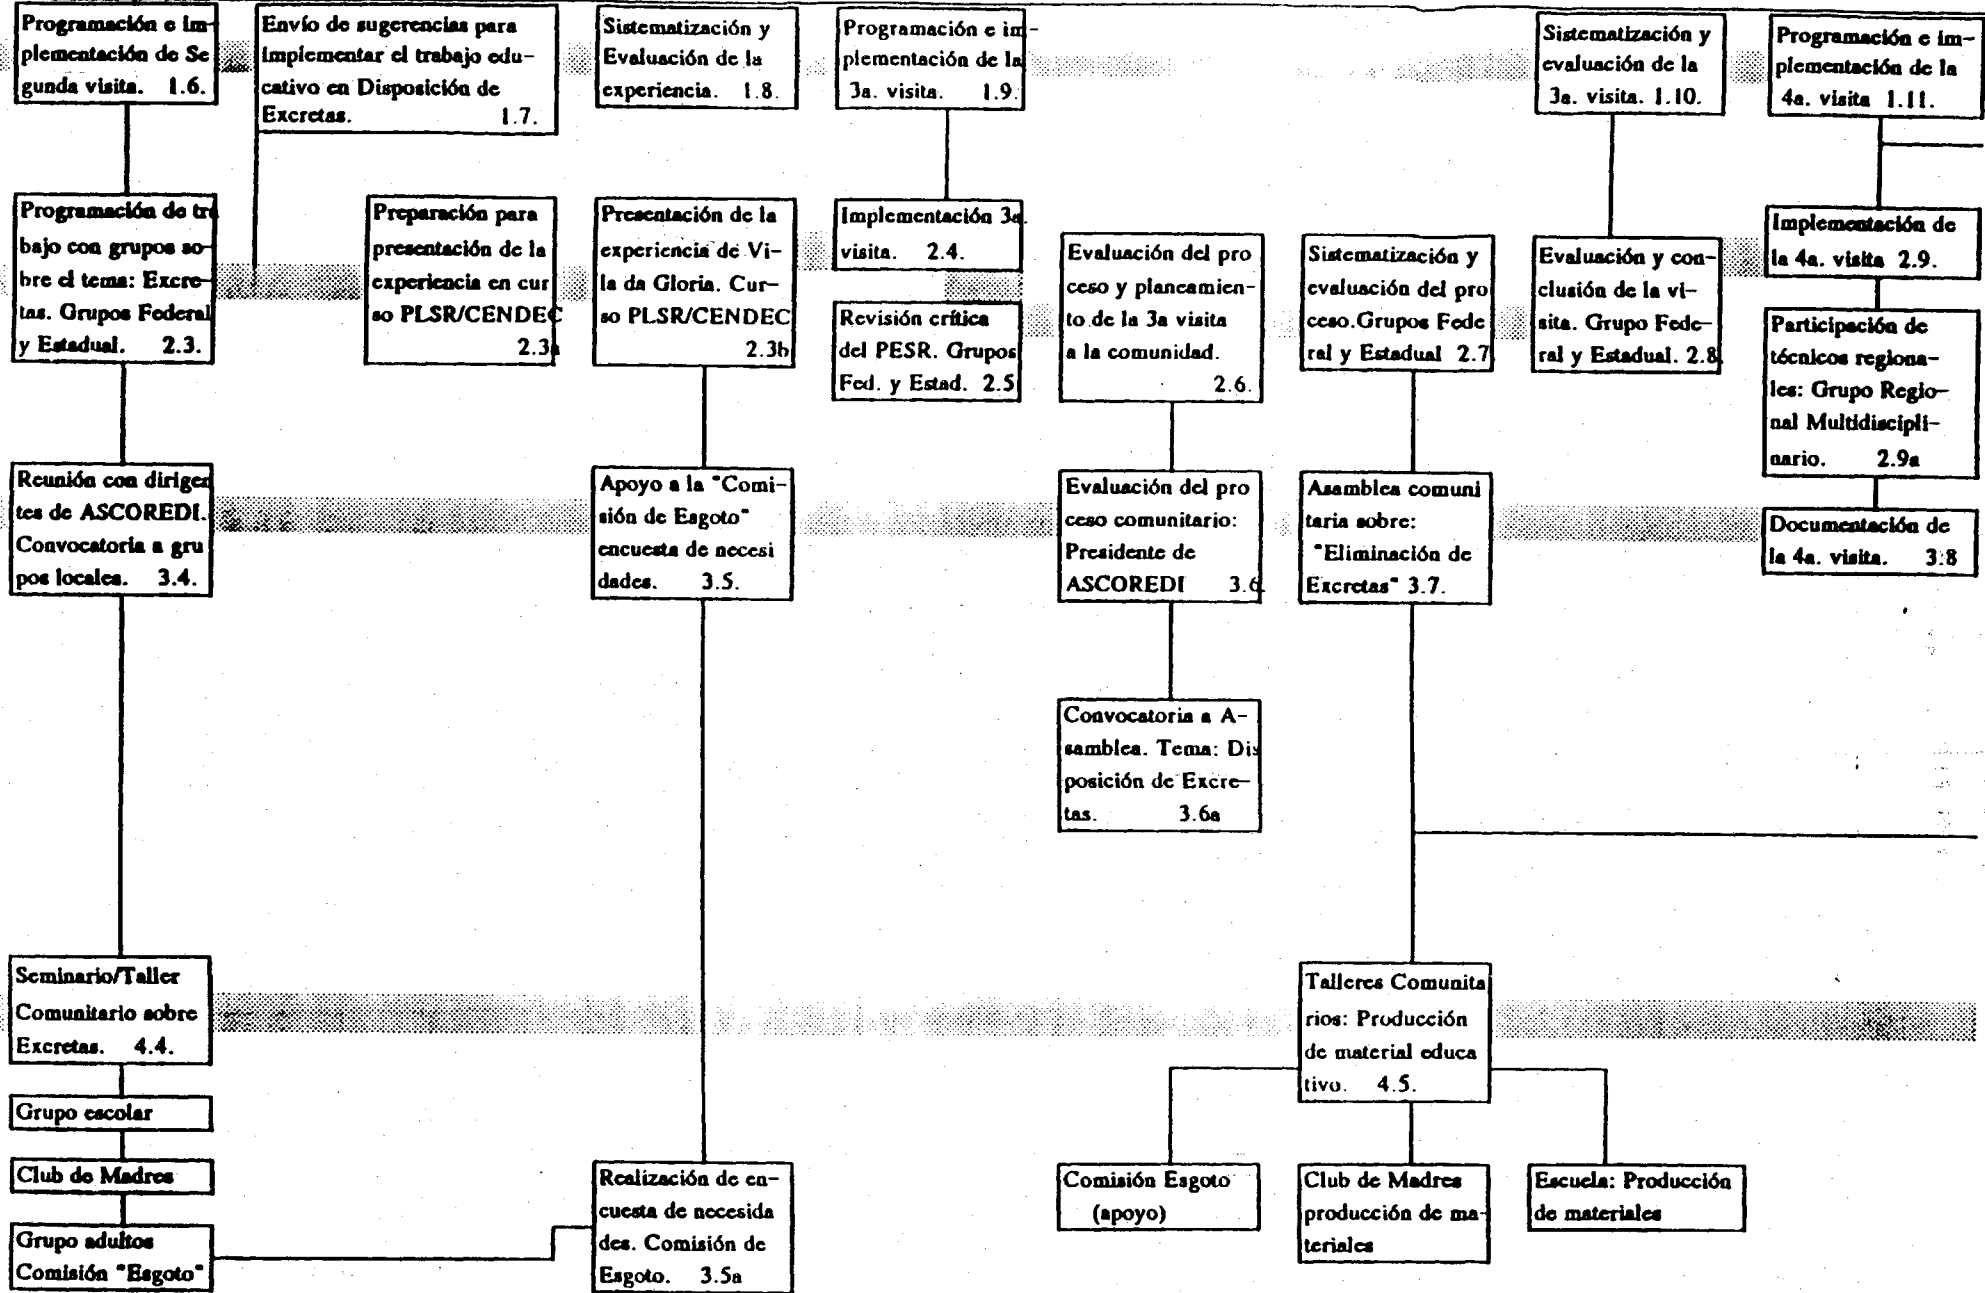 Programación e im-
plementación de Se
gunda visita. 1.6.
Envío de sugerencias para
implementar el trabajo edu-
cativo en Disposición de
Excretas. 1.7.
Sistematización y
Evaluación de la
experiencia. 1.8.
Programación e im-
plementación de la
3a. visita. 1.9.
Sistematización y
evaluación de la
3a. visita. 1.10.
Programación e im-
plementación de la
4a. visita 1.11.
Programación de tra
bajo con grupos so-
bre el tema: Excre-
tas. Grupos Federal
y Estadual. 2.3.
Preparación para
presentación de la
experiencia en cur
so PLSR/CENDEC
2.3a
Presentación de la
experiencia de Vi-
la da Gloria. Cur-
so PLSR/CENDEC
2.3b
Implementación 3a.
visita. 2.4.
Revisión crítica
del PESR. Grupos
Fed. y Estad. 2.5
Evaluación del pro
ceso y planeamien-
to de la 3a visita
a la comunidad.
2.6.
Sistematización y
evaluación del pro
ceso.Grupos Fede
ral y Estadual 2.7
Evaluación y con-
clusión de la vi-
sita. Grupo Fede-
ral y Estadual. 2.8
Implementación de
la 4a. visita 2.9.
Participación de
técnicos regiona-
les: Grupo Regio-
nal Multidiscipli-
nario. 2.9a
Reunión con dirigen
tes de ASCOREDI.
Convocatoria a gru
pos locales. 3.4.
Apoyo a la "Comi-
sión de Esgoto"
encuesta de necesi
dades. 3.5.
Evaluación del pro
ceso comunitario:
Presidente de
ASCOREDI 3.6
Asamblea comuni
taria sobre:
"Eliminación de
Excretas" 3.7.
Documentación de
la 4a. visita. 3.8
Convocatoria a A-
samblea. Tema: Dis
posición de Excre-
tas. 3.6a
Seminario/Taller
Comunitario sobre
Excretas. 4.4.
Grupo escolar
Club de Madres
Grupo adultos
Comisión "Esgoto"
Realización de en-
cuesta de necesida
des. Comisión de
Esgoto. 3.5a
Talleres Comunita
rios: Producción
de material educa
tivo. 4.5.
Comisión Esgoto
(apoyo)
Club de Madres
producción de ma-
teriales
Escuela: Producción
de materiales